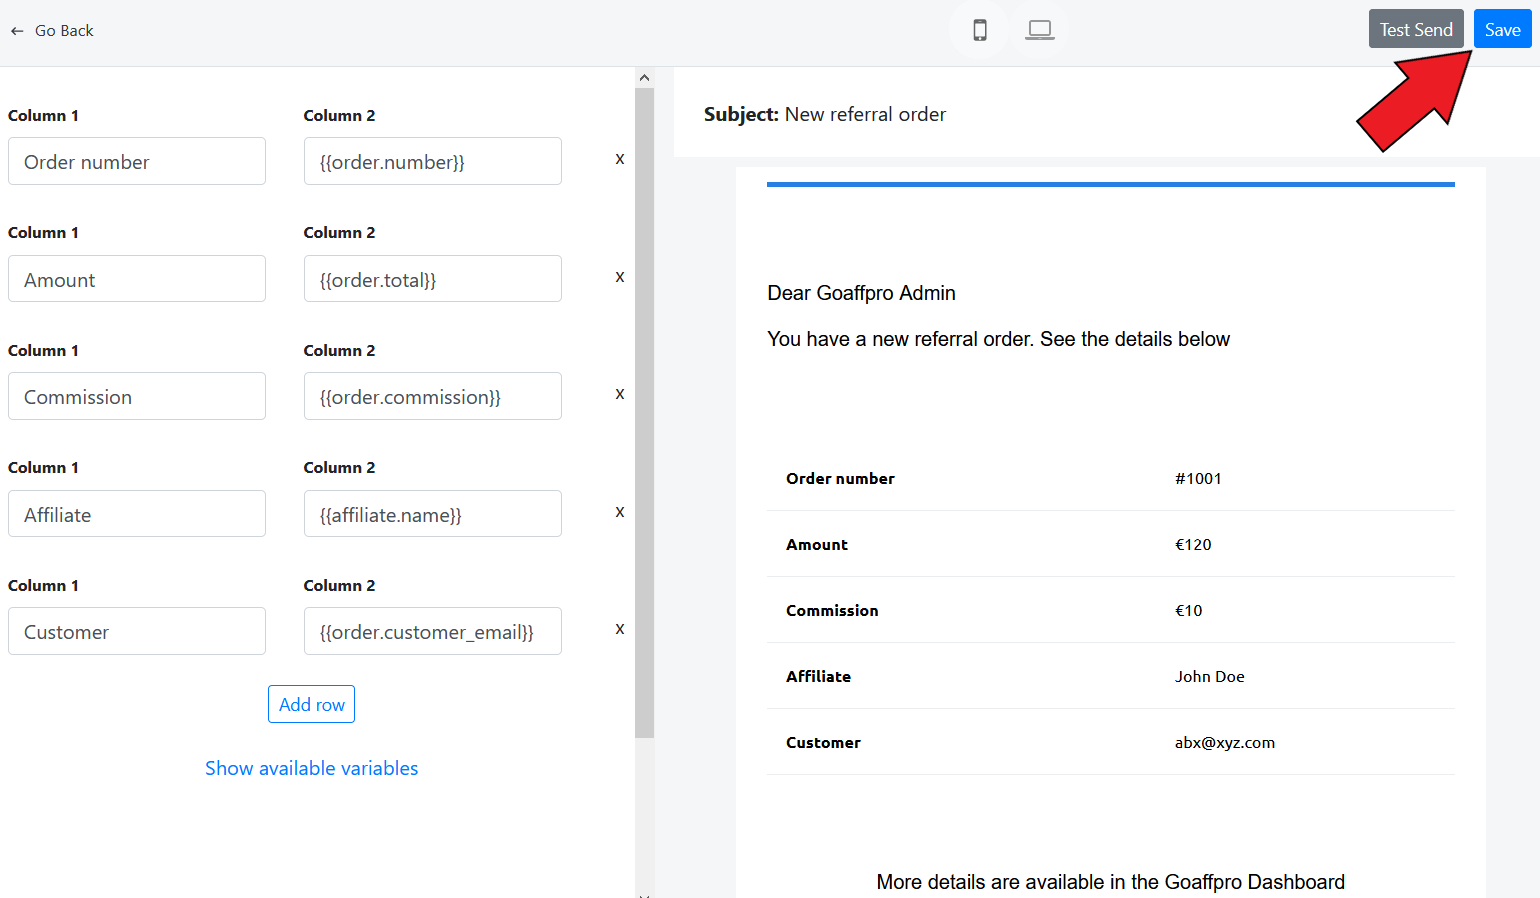 ← Go Back
Test Send
Save
Column 1
Column 2
Order number
{{order.number}}
x
Column 1
Column 2
Amount
{{order.total}}
x
Column 1
Column 2
Commission
{{order.commission}}
x
Column 1
Column 2
Affiliate
{{affiliate.name}}
x
Column 1
Column 2
Customer
{{order.customer_email}}
x
Add row
Show available variables
Subject: New referral order
Dear Goaffpro Admin
You have a new referral order. See the details below
Order number #1001
Amount €120
Commission €10
Affiliate John Doe
Customer abx@xyz.com
More details are available in the Goaffpro Dashboard